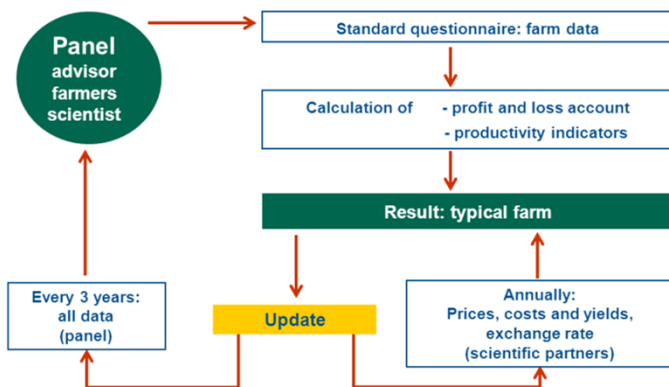 Panel
advisor
farmers
scientist
Standard questionnaire: farm data
Calculation of - profit and loss account
- productivity indicators
Result: typical farm
Every 3 years:
all data
(panel)
Update
Annually:
Prices, costs and yields,
exchange rate
(scientific partners)